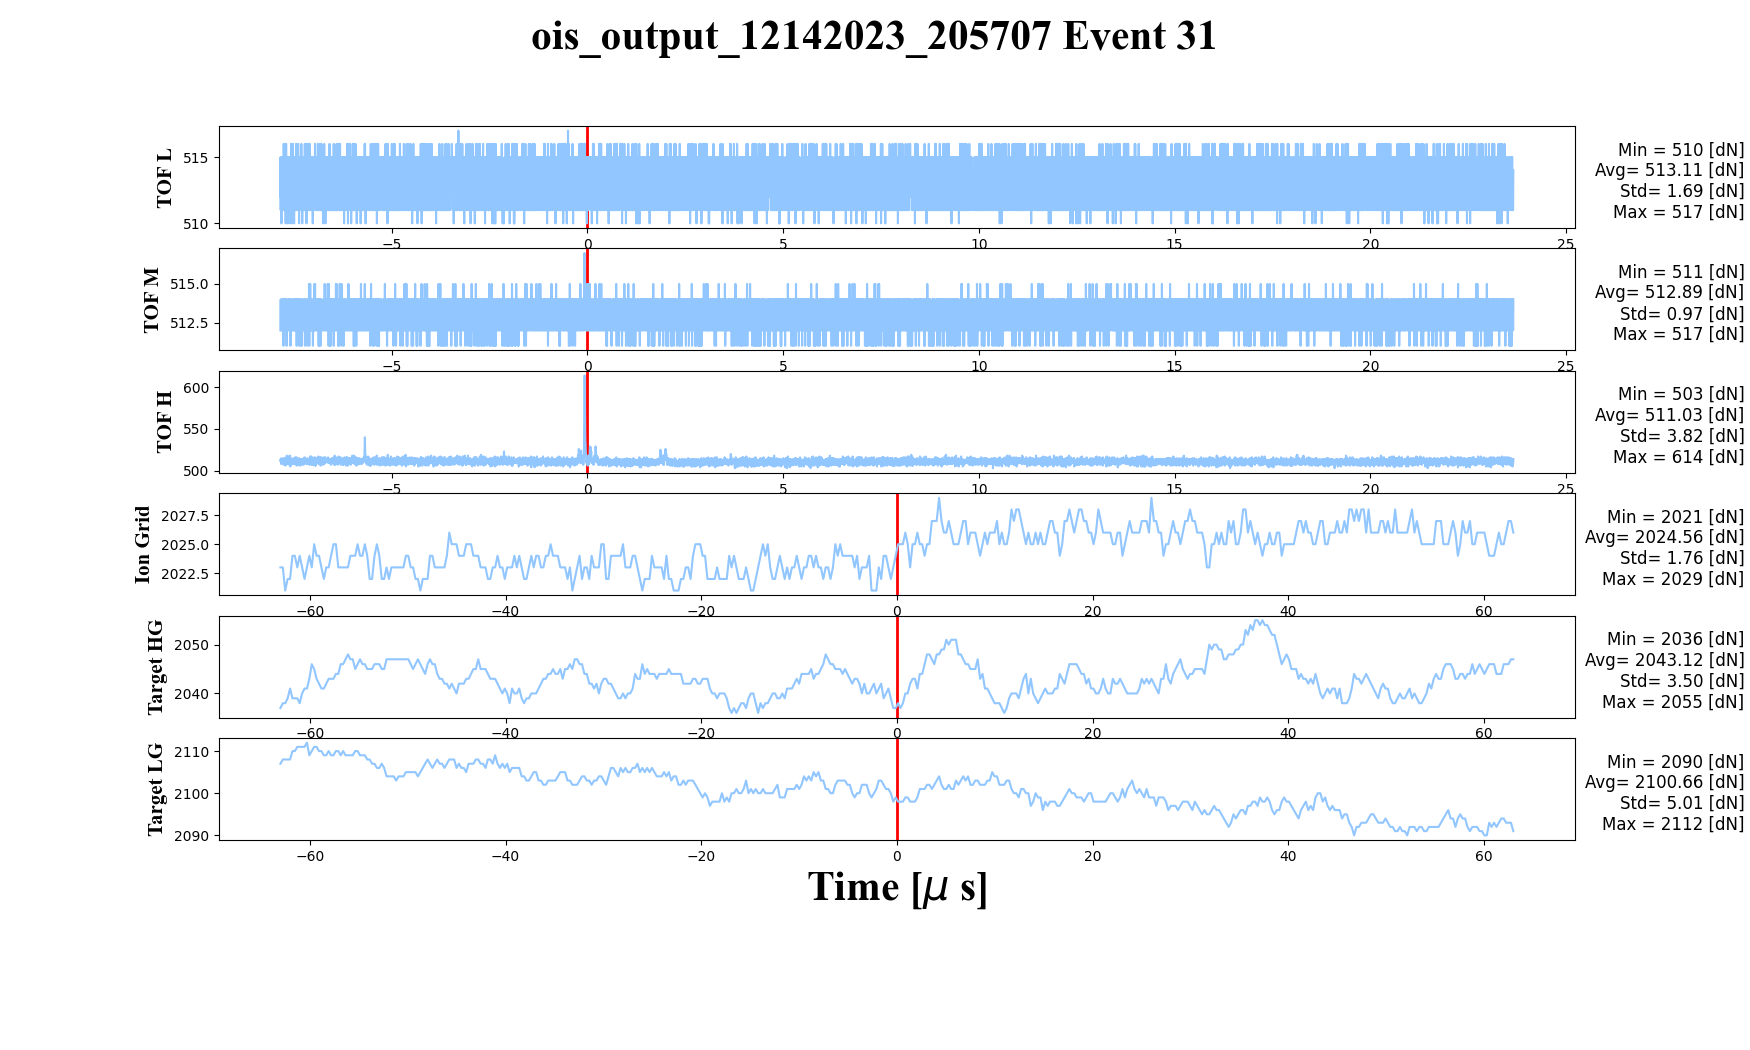 ois_output_12142023_205707 Event 31
TOF L
515
510
−5 0 5 10 15 20 25
Min = 510 [dN]
Avg= 513.11 [dN]
Std= 1.69 [dN]
Max = 517 [dN]
TOF M
515.0
512.5
−5 0 5 10 15 20 25
Min = 511 [dN]
Avg= 512.89 [dN]
Std= 0.97 [dN]
Max = 517 [dN]
TOF H
600
550
500
−5 0 5 10 15 20 25
Min = 503 [dN]
Avg= 511.03 [dN]
Std= 3.82 [dN]
Max = 614 [dN]
Ion Grid
2027.5
2025.0
2022.5
−60 −40 −20 0 20 40 60
Min = 2021 [dN]
Avg= 2024.56 [dN]
Std= 1.76 [dN]
Max = 2029 [dN]
Target HG
2050
2040
−60 −40 −20 0 20 40 60
Min = 2036 [dN]
Avg= 2043.12 [dN]
Std= 3.50 [dN]
Max = 2055 [dN]
Target LG
2110
2100
2090
−60 −40 −20 0 20 40 60
Min = 2090 [dN]
Avg= 2100.66 [dN]
Std= 5.01 [dN]
Max = 2112 [dN]
Time [μ s]